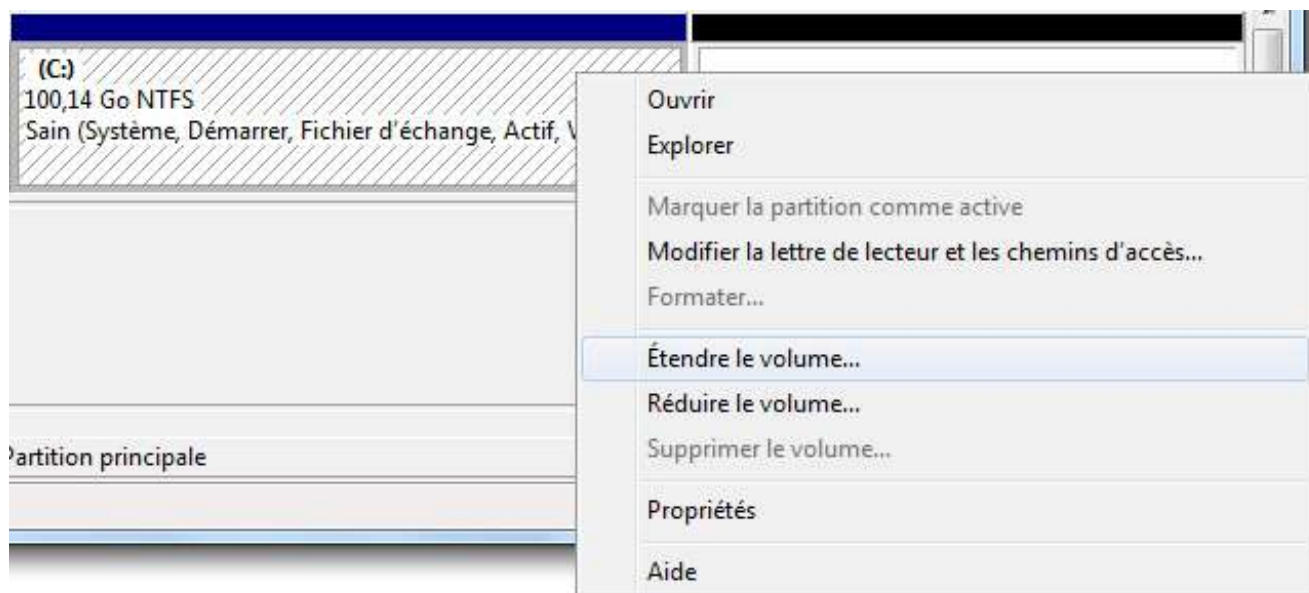 (C:)
100,14 Go NTFS
Sain (Système, Démarrer, Fichier d'échange, Actif,
Ouvrir
Explorer
Marquer la partition comme active
Modifier la lettre de lecteur et les chemins d'accès...
Formater...
Étendre le volume...
Réduire le volume...
Supprimer le volume...
Propriétés
Aide
Partition principale